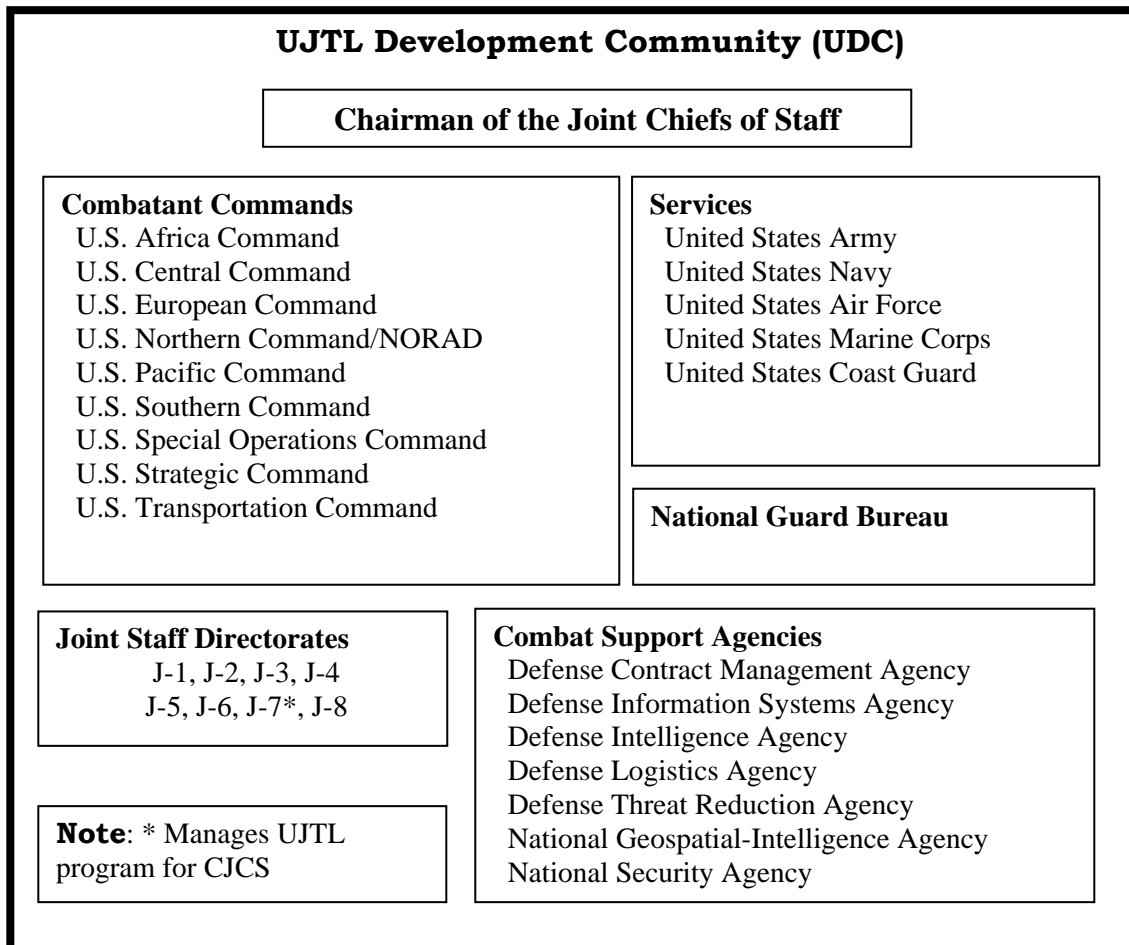 UJTL Development Community (UDC)
Chairman of the Joint Chiefs of Staff
Combatant Commands
U.S. Africa Command
U.S. Central Command
U.S. European Command
U.S. Northern Command/NORAD
U.S. Pacific Command
U.S. Southern Command
U.S. Special Operations Command
U.S. Strategic Command
U.S. Transportation Command
Services
United States Army
United States Navy
United States Air Force
United States Marine Corps
United States Coast Guard
National Guard Bureau
Joint Staff Directorates
J-1, J-2, J-3, J-4
J-5, J-6, J-7*, J-8
Note: * Manages UJTL
program for CJCS
Combat Support Agencies
Defense Contract Management Agency
Defense Information Systems Agency
Defense Intelligence Agency
Defense Logistics Agency
Defense Threat Reduction Agency
National Geospatial-Intelligence Agency
National Security Agency